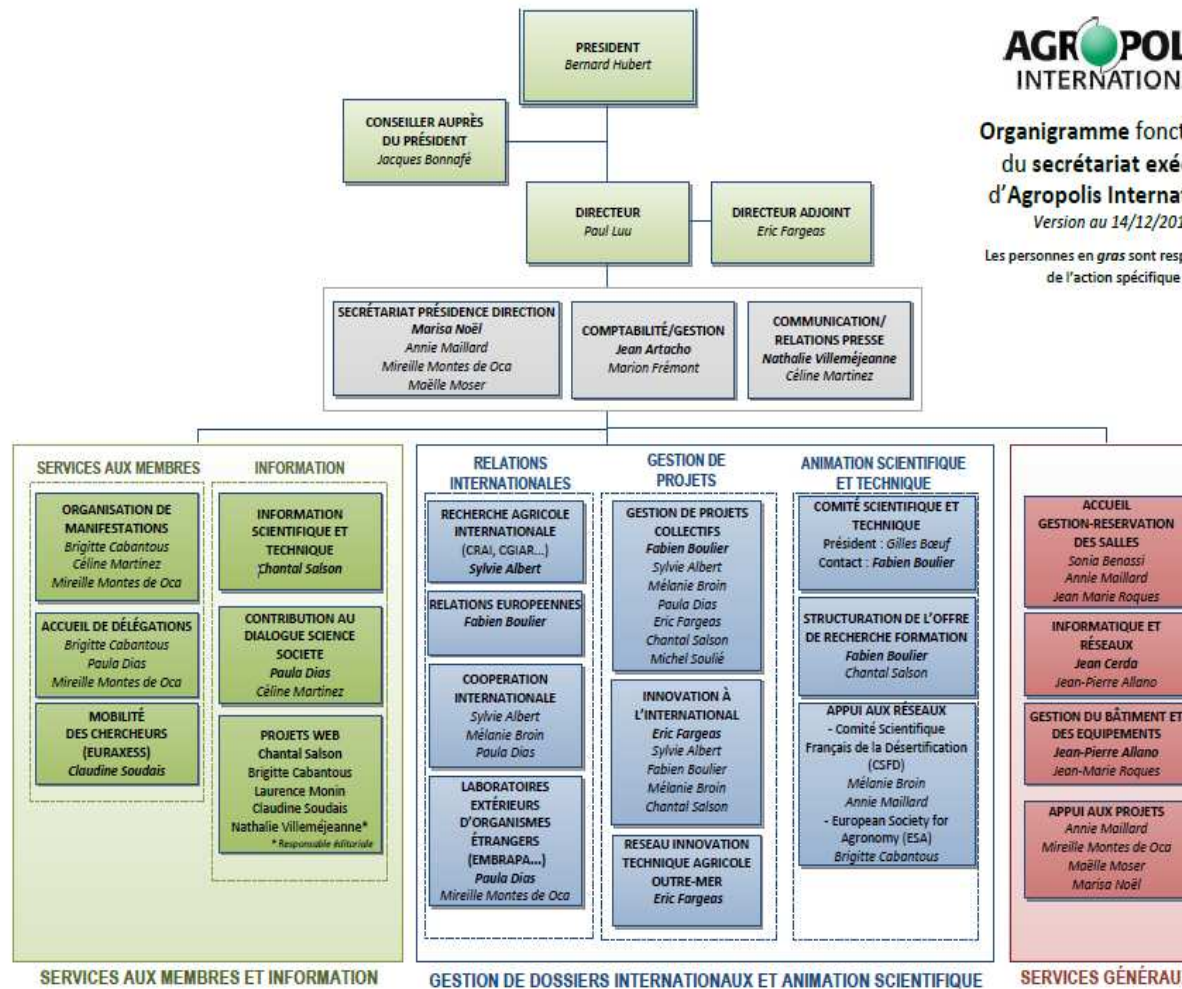 PRESIDENT
Bernard Hubert
CONSEILLER AUPRÈS
DU PRÉSIDENT
Jacques Bonnafé
DIRECTEUR
Paul Luu
DIRECTEUR ADJOINT
Eric Fargeas
AGROPOL
INTERNATION
Organigramme fonct
du secrétariat exé
d'Agropolis Interna
Version au 14/12/201
Les personnes en gras sont resp
de l'action spécifique
SECRÉTARIAT PRÉSIDENCE DIRECTION
Marisa Noël
Annie Maillard
Mireille Montes de Oca
Maëlle Moser
COMPTABILITÉ/GESTION
Jean Artacho
Marion Frémont
COMMUNICATION/
RELATIONS PRESSE
Nathalie Villeméjeanne
Céline Martinez
SERVICES AUX MEMBRES
ORGANISATION DE
MANIFESTATIONS
Brigitte Cabantous
Céline Martinez
Mireille Montes de Oca
ACCUEIL DE DÉLÉGATIONS
Brigitte Cabantous
Paula Dias
Mireille Montes de Oca
MOBILITÉ
DES CHERCHEURS
(EURAXESS)
Claudine Soudais
INFORMATION
INFORMATION
SCIENTIFIQUE ET
TECHNIQUE
Chantal Salson
CONTRIBUTION AU
DIALOGUE SCIENCE
SOCIETE
Paula Dias
Céline Martinez
PROJETS WEB
Chantal Salson
Brigitte Cabantous
Laurence Monin
Claudine Soudais
Nathalie Villeméjeanne*
* Responsable éditoriale
SERVICES AUX MEMBRES ET INFORMATION
RELATIONS
INTERNATIONALES
RECHERCHE AGRICOLE
INTERNATIONALE
(CRAI, CGIAR...)
Sylvie Albert
RELATIONS EUROPEENNES
Fabien Boulier
COOPERATION
INTERNATIONALE
Sylvie Albert
Mélanie Broin
Paula Dias
LABORATOIRES
EXTÉRIEURS
D'ORGANISMES
ÉTRANGERS
(EMBRAPA...)
Paula Dias
Mireille Montes de Oca
GESTION DE
PROJETS
GESTION DE PROJETS
COLLECTIFS
Fabien Boulier
Sylvie Albert
Mélanie Broin
Paula Dias
Eric Fargeas
Chantal Salson
Michel Soulié
INNOVATION À
L'INTERNATIONAL
Eric Fargeas
Sylvie Albert
Fabien Boulier
Mélanie Broin
Chantal Salson
RESEAU INNOVATION
TECHNIQUE AGRICOLE
OUTRE-MER
Eric Fargeas
ANIMATION SCIENTIFIQUE
ET TECHNIQUE
COMITÉ SCIENTIFIQUE ET
TECHNIQUE
Président : Gilles Bœuf
Contact : Fabien Boulier
STRUCTURATION DE L'OFFRE
DE RECHERCHE FORMATION
Fabien Boulier
Chantal Salson
APPUI AUX RÉSEAUX
- Comité Scientifique
Français de la Désertification
(CSFD)
Mélanie Broin
Annie Maillard
- European Society for
Agronomy (ESA)
Brigitte Cabantous
GESTION DE DOSSIERS INTERNATIONAUX ET ANIMATION SCIENTIFIQUE
ACCUEIL
GESTION-RESERVATION
DES SALLES
Sonia Benassi
Annie Maillard
Jean Marie Roques
INFORMATIQUE ET
RÉSEAUX
Jean Cerda
Jean-Pierre Allano
GESTION DU BÂTIMENT ET
DES EQUIPEMENTS
Jean-Pierre Allano
Jean-Marie Roques
APPUI AUX PROJETS
Annie Maillard
Mireille Montes de Oca
Maëlle Moser
Marisa Noël
SERVICES GÉNÉRAU